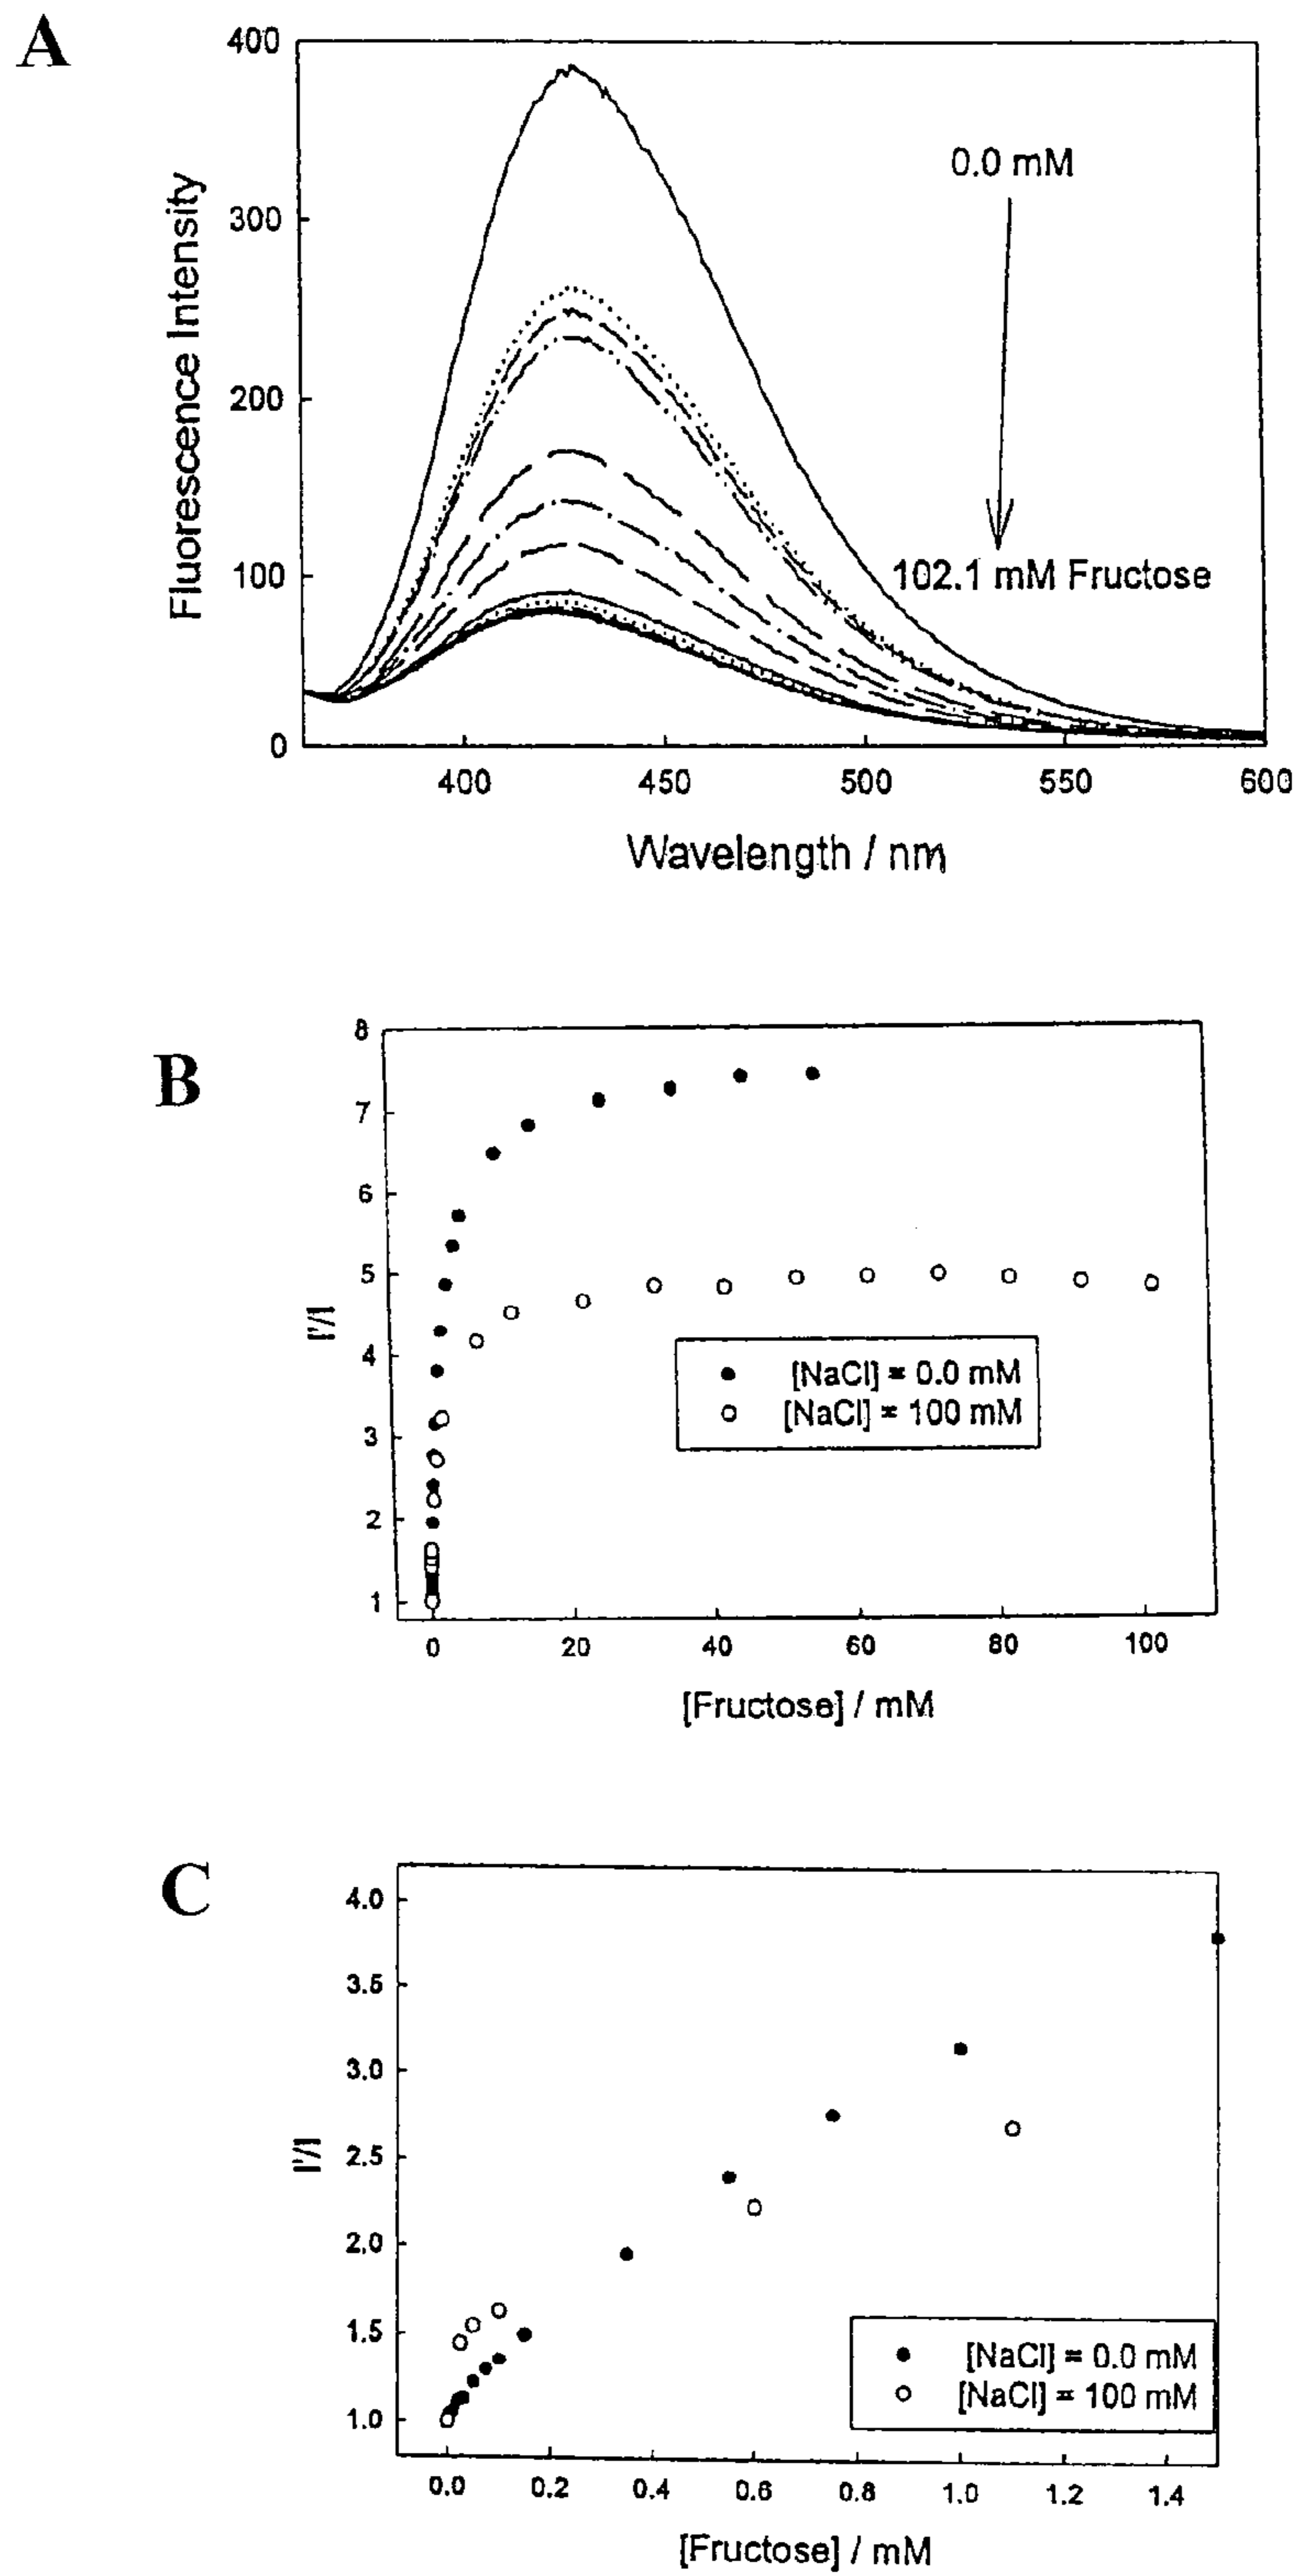 A
400
300
200
100
0
Fluorescence Intensity
0.0 mM
102.1 mM Fructose
400 450 500 550 600
Wavelength / nm
B
8
7
6
5
4
3
2
1
I'/I
[NaCl] = 0.0 mM
[NaCl] = 100 mM
0 20 40 60 80 100
[Fructose] / mM
C
4.0
3.5
3.0
2.5
2.0
1.5
1.0
I'/I
[NaCl] = 0.0 mM
[NaCl] = 100 mM
0.0 0.2 0.4 0.6 0.8 1.0 1.2 1.4
[Fructose] / mM